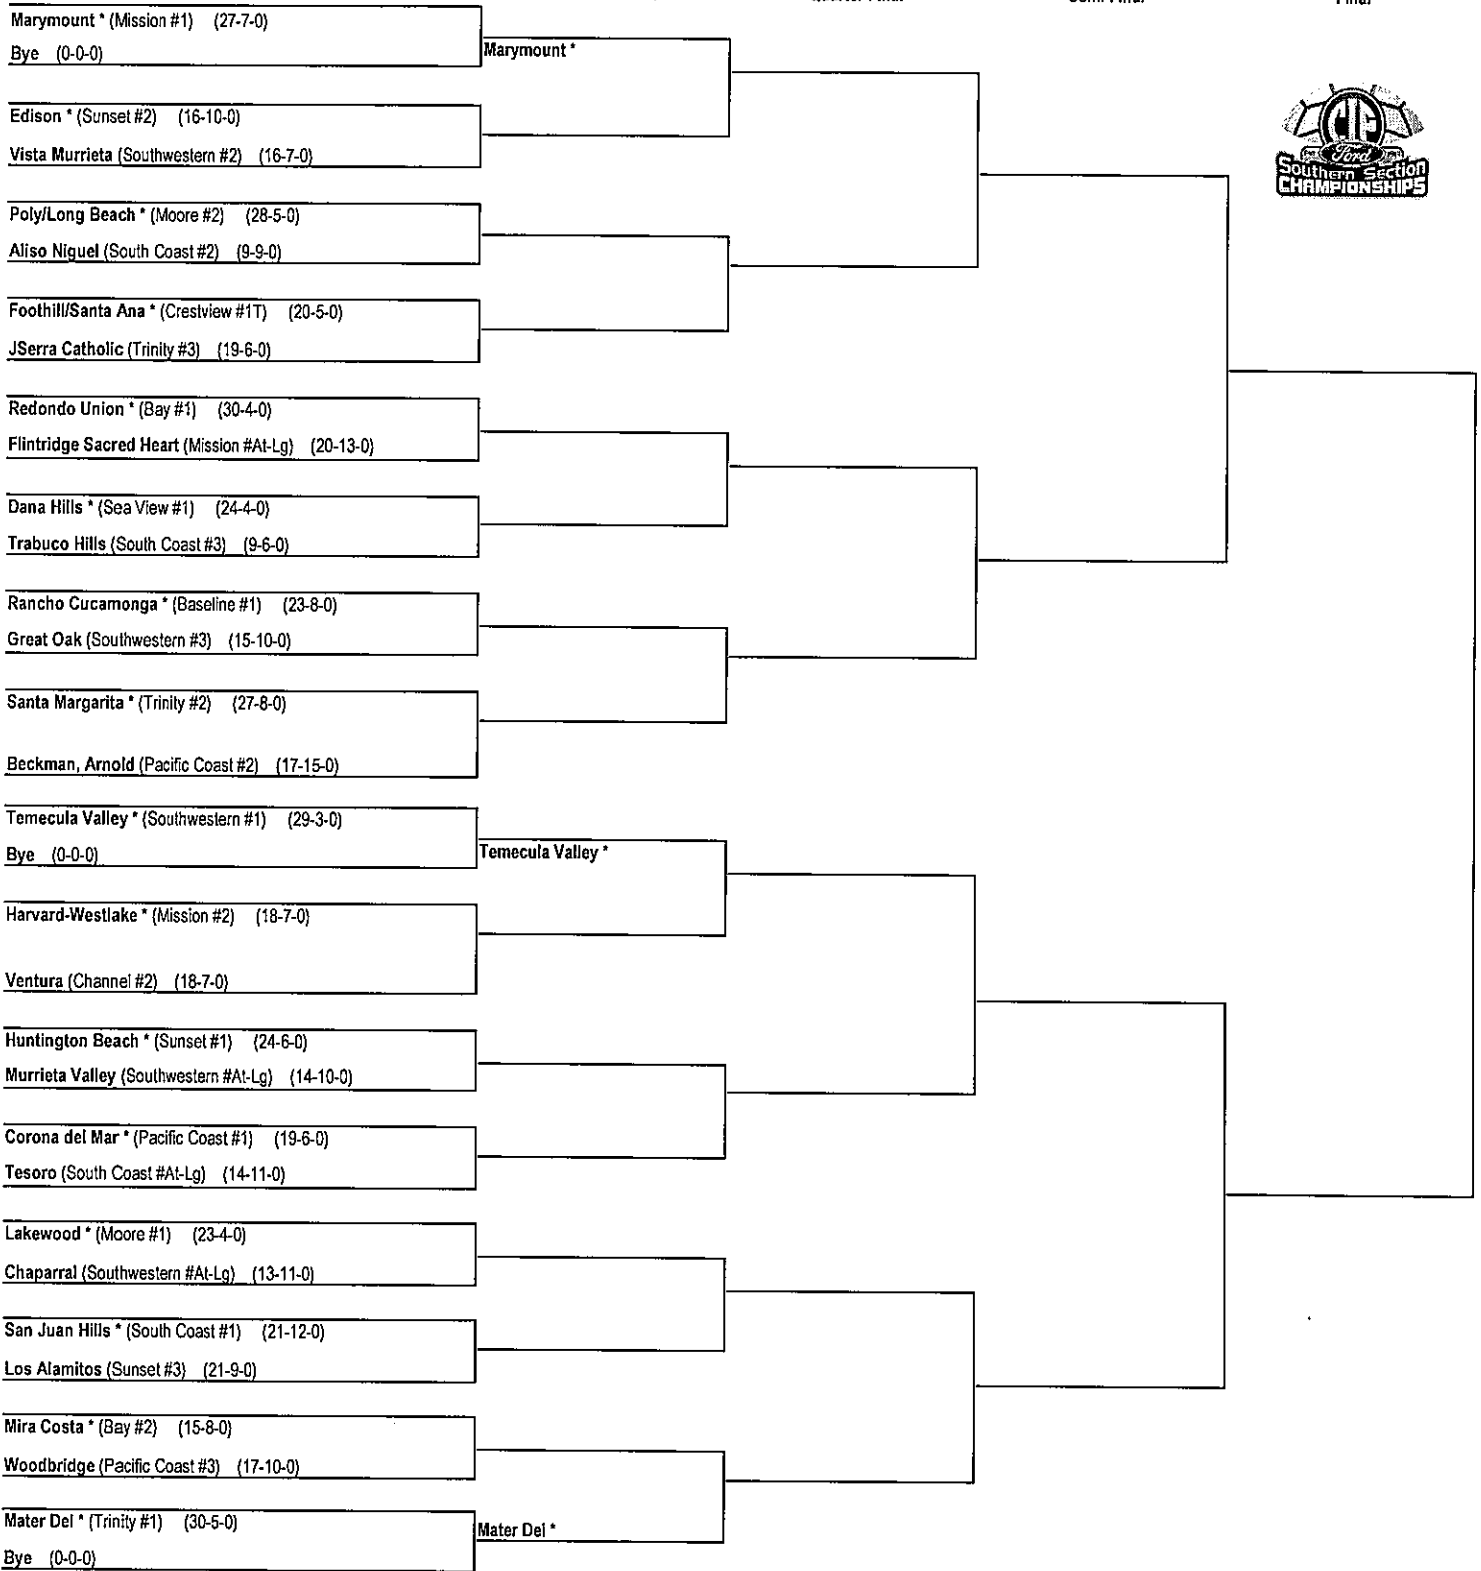 Semi-Final
Final
Marymount * (Mission #1) (27-7-0)
Bye (0-0-0)
Marymount *
Edison * (Sunset #2) (16-10-0)
Vista Murrieta (Southwestern #2) (16-7-0)
CIF
Ford
Southern Section
CHAMPIONSHIPS
Poly/Long Beach * (Moore #2) (28-5-0)
Aliso Niguel (South Coast #2) (9-9-0)
Foothill/Santa Ana * (Crestview #1T) (20-5-0)
JSerra Catholic (Trinity #3) (19-6-0)
Redondo Union * (Bay #1) (30-4-0)
Flintridge Sacred Heart (Mission #At-Lg) (20-13-0)
Dana Hills * (Sea View #1) (24-4-0)
Trabuco Hills (South Coast #3) (9-6-0)
Rancho Cucamonga * (Baseline #1) (23-8-0)
Great Oak (Southwestern #3) (15-10-0)
Santa Margarita * (Trinity #2) (27-8-0)
Beckman, Arnold (Pacific Coast #2) (17-15-0)
Temecula Valley * (Southwestern #1) (29-3-0)
Bye (0-0-0)
Temecula Valley *
Harvard-Westlake * (Mission #2) (18-7-0)
Ventura (Channel #2) (18-7-0)
Huntington Beach * (Sunset #1) (24-6-0)
Murrieta Valley (Southwestern #At-Lg) (14-10-0)
Corona del Mar * (Pacific Coast #1) (19-6-0)
Tesoro (South Coast #At-Lg) (14-11-0)
Lakewood * (Moore #1) (23-4-0)
Chaparral (Southwestern #At-Lg) (13-11-0)
San Juan Hills * (South Coast #1) (21-12-0)
Los Alamitos (Sunset #3) (21-9-0)
Mira Costa * (Bay #2) (15-8-0)
Woodbridge (Pacific Coast #3) (17-10-0)
Mater Dei * (Trinity #1) (30-5-0)
Bye (0-0-0)
Mater Dei *